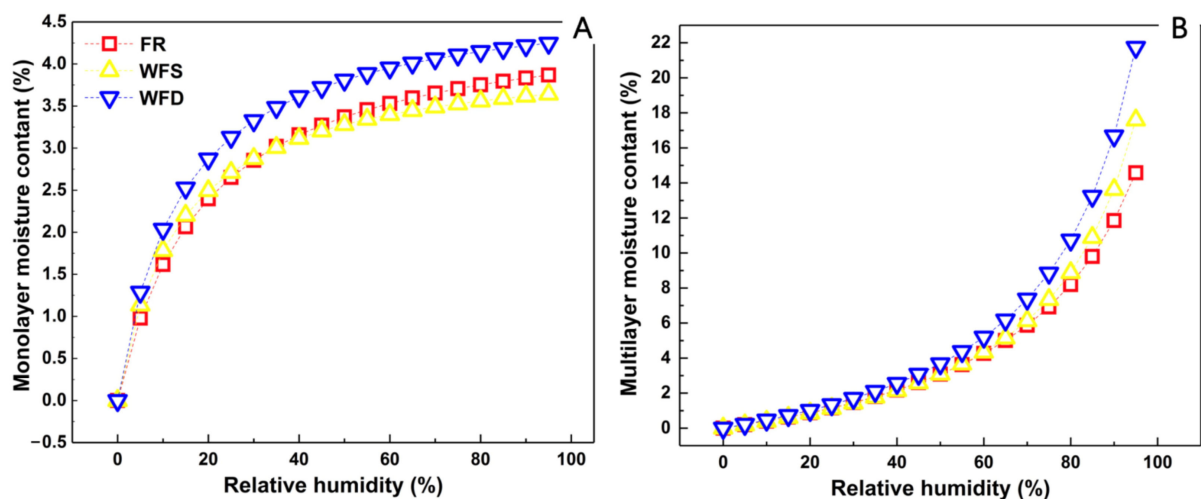 A
Monolayer moisture contant (%)
4.5
4.0
3.5
3.0
2.5
2.0
1.5
1.0
0.5
0.0
−0.5
FR
WFS
WFD
0 20 40 60 80 100
Relative humidity (%)
B
Multilayer moisture contant (%)
22
20
18
16
14
12
10
8
6
4
2
0
0 20 40 60 80 100
Relative humidity (%)